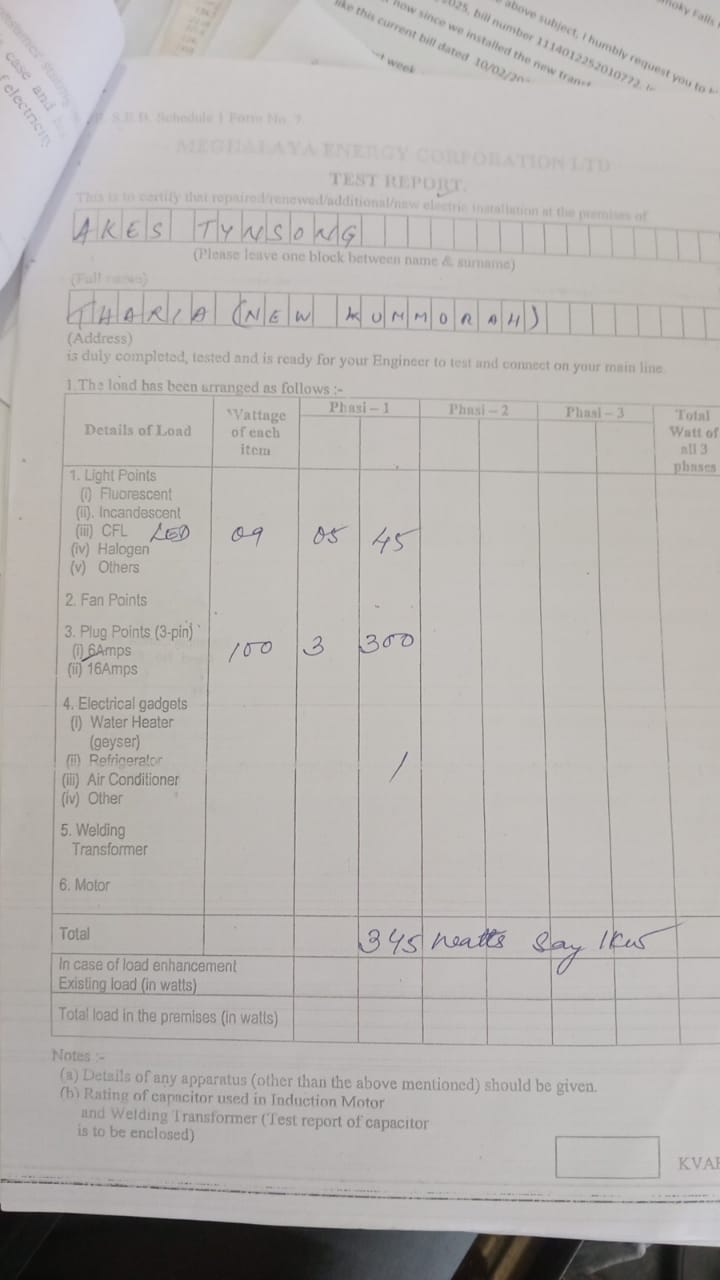 above subject, I humbly request you to
2025, bill number 1114012252010772.
now since we installed the new
like this current bill dated 10/02/
week
case and
f electricity
S.E.B. Schedule I Form No. 7.
MEGHALAYA ENERGY CORPORATION LTD
TEST REPORT.
This is to certify that repaired/renewed/additional/new electric installation at the premises of
AKES TYNSONG
(Please leave one block between name & surname)
(Full name)
THARIA (NEW KUMMORAH)
(Address)
is duly completed, tested and is ready for your Engineer to test and connect on your main line.
1.The load has been arranged as follows :-
Details of Load Wattage of each item Phasi – 1 Phasi – 2 Phasi – 3 Total Watt of all 3 phases
1. Light Points
(i) Fluorescent
(ii). Incandescent
(iii) CFL LED 09 05 45
(iv) Halogen
(v) Others
2. Fan Points
3. Plug Points (3-pin)
(i) 6Amps 100 3 300
(ii) 16Amps
4. Electrical gadgets
(i) Water Heater
(geyser)
(ii) Refrigerator
(iii) Air Conditioner
(iv) Other
5. Welding
Transformer
6. Motor
Total 345 watts Say 1 KW
In case of load enhancement
Existing load (in watts)
Total load in the premises (in watts)
Notes :-
(a) Details of any apparatus (other than the above mentioned) should be given.
(b) Rating of capacitor used in Induction Motor
and Welding Transformer (Test report of capacitor
is to be enclosed)
KVAR